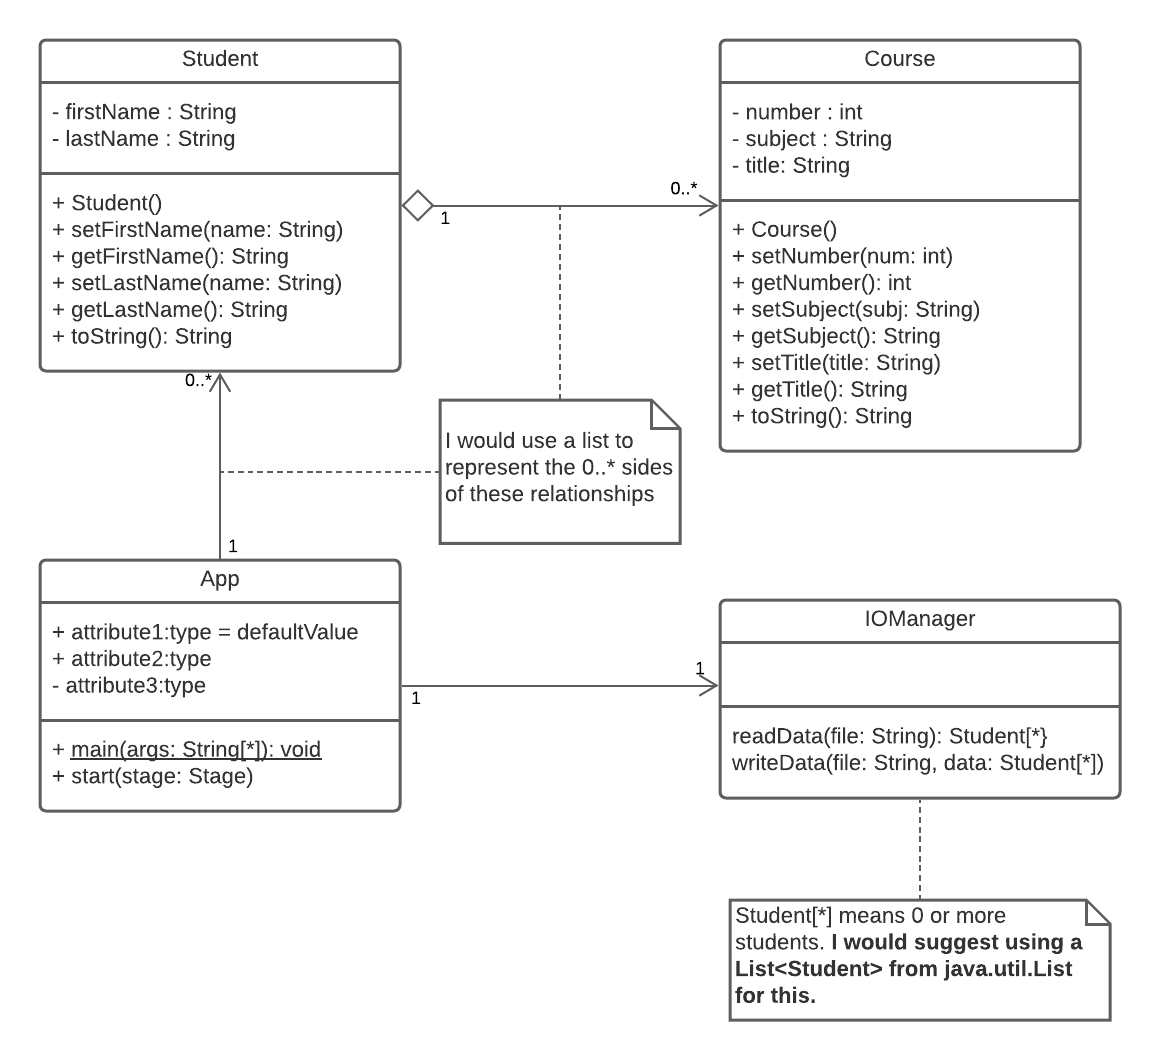 Student
- firstName : String
- lastName : String
+ Student()
+ setFirstName(name: String)
+ getFirstName(): String
+ setLastName(name: String)
+ getLastName(): String
+ toString(): String
1
0..*
Course
- number : int
- subject : String
- title: String
+ Course()
+ setNumber(num: int)
+ getNumber(): int
+ setSubject(subj: String)
+ getSubject(): String
+ setTitle(title: String)
+ getTitle(): String
+ toString(): String
0..*
1
I would use a list to
represent the 0..* sides
of these relationships
App
+ attribute1:type = defaultValue
+ attribute2:type
- attribute3:type
+ main(args: String[*]): void
+ start(stage: Stage)
1
1
IOManager
readData(file: String): Student[*}
writeData(file: String, data: Student[*])
Student[*] means 0 or more
students. I would suggest using a
List<Student> from java.util.List
for this.